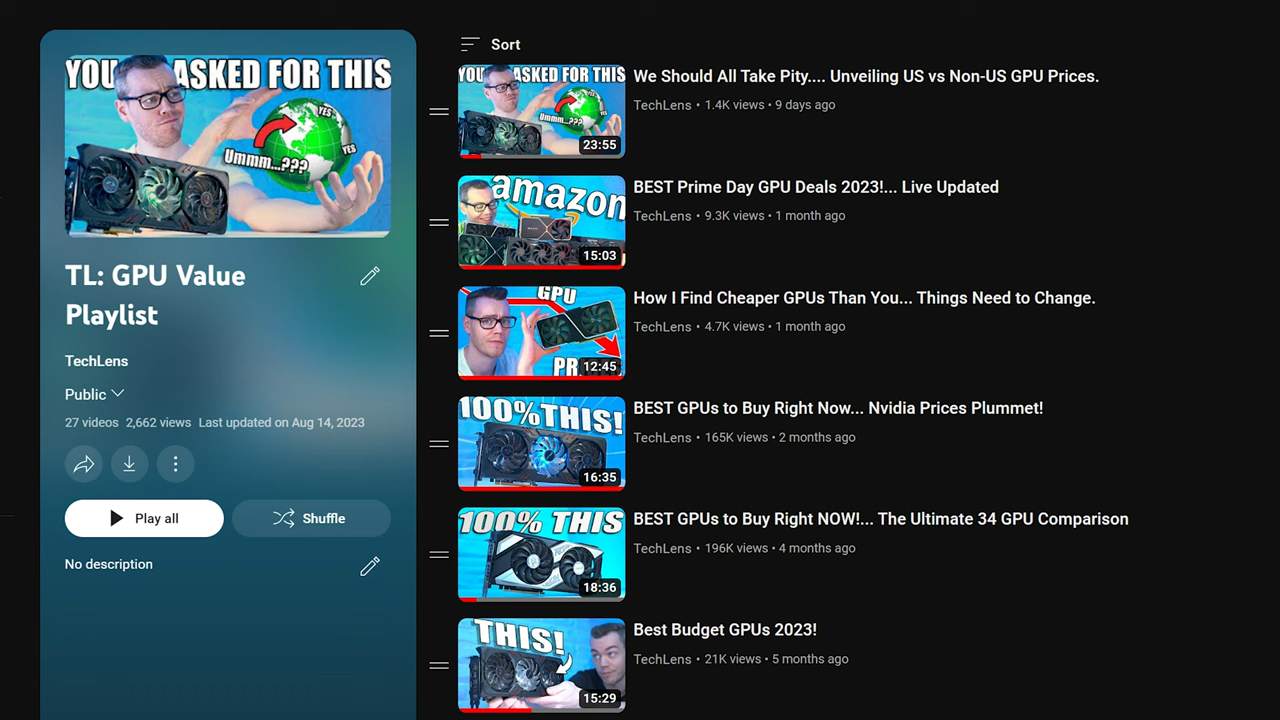 YOU ASKED FOR THIS
YES
Ummm...???
YES
TL: GPU Value
Playlist
TechLens
Public
27 videos 2,662 views Last updated on Aug 14, 2023
Play all
Shuffle
No description
Sort
YOU ASKED FOR THIS
YES
Ummm...???
YES
23:55
We Should All Take Pity.... Unveiling US vs Non-US GPU Prices.
TechLens • 1.4K views • 9 days ago
amazon
15:03
BEST Prime Day GPU Deals 2023!... Live Updated
TechLens • 9.3K views • 1 month ago
GPU
PR
12:45
How I Find Cheaper GPUs Than You... Things Need to Change.
TechLens • 4.7K views • 1 month ago
100% THIS!
16:35
BEST GPUs to Buy Right Now... Nvidia Prices Plummet!
TechLens • 165K views • 2 months ago
100% THIS
18:36
BEST GPUs to Buy Right NOW!... The Ultimate 34 GPU Comparison
TechLens • 196K views • 4 months ago
THIS!
15:29
Best Budget GPUs 2023!
TechLens • 21K views • 5 months ago